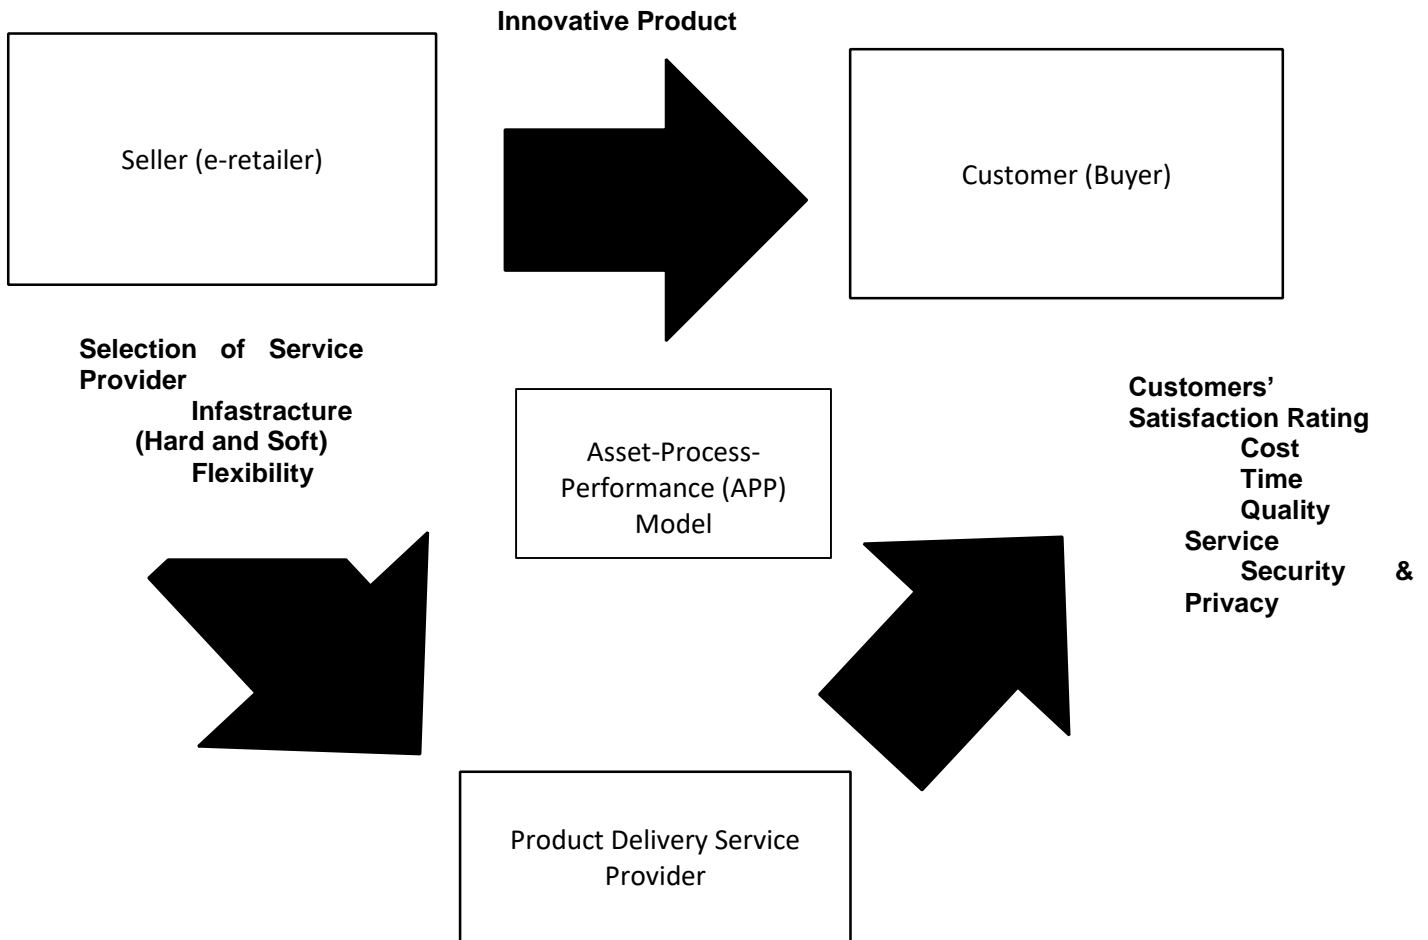 Innovative Product
Seller (e-retailer)
Customer (Buyer)
Selection of Service
Provider
Infastracture
(Hard and Soft)
Flexibility
Asset-Process-
Performance (APP)
Model
Customers’
Satisfaction Rating
Cost
Time
Quality
Service
Security &
Privacy
Product Delivery Service
Provider